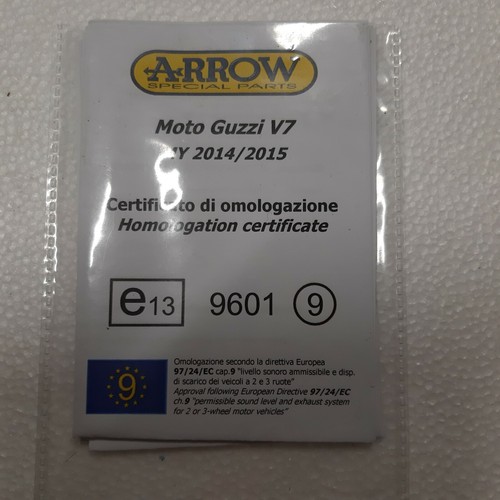 ARROW
SPECIAL PARTS
Moto Guzzi V7
MY 2014/2015
Certificato di omologazione
Homologation certificate
e13 9601 9
9
Omologazione secondo la direttiva Europea
97/24/EC cap.9 "livello sonoro ammissibile e disp.
di scarico dei veicoli a 2 e 3 ruote"
Approval following European Directive 97/24/EC
ch.9 "permissible sound level and exhaust system
for 2 or 3-wheel motor vehicles"